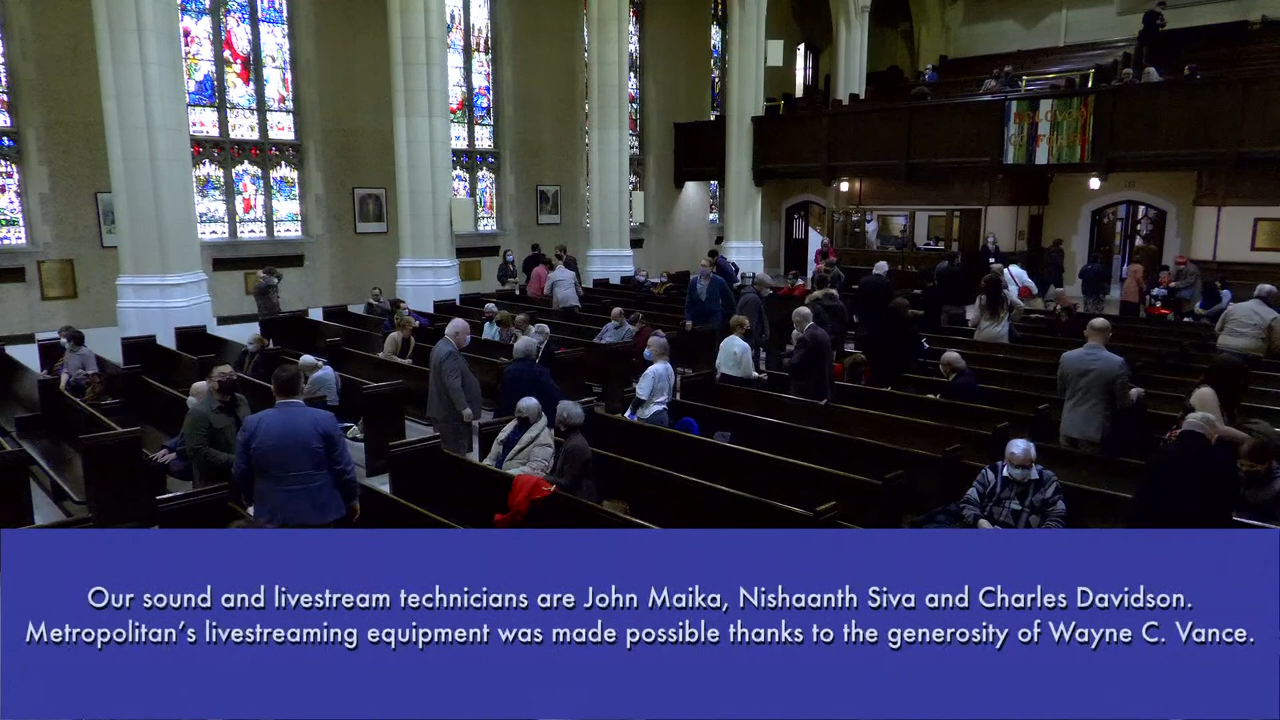 Our sound and livestream technicians are John Maika, Nishaanth Siva and Charles Davidson.
Metropolitan's livestreaming equipment was made possible thanks to the generosity of Wayne C. Vance.